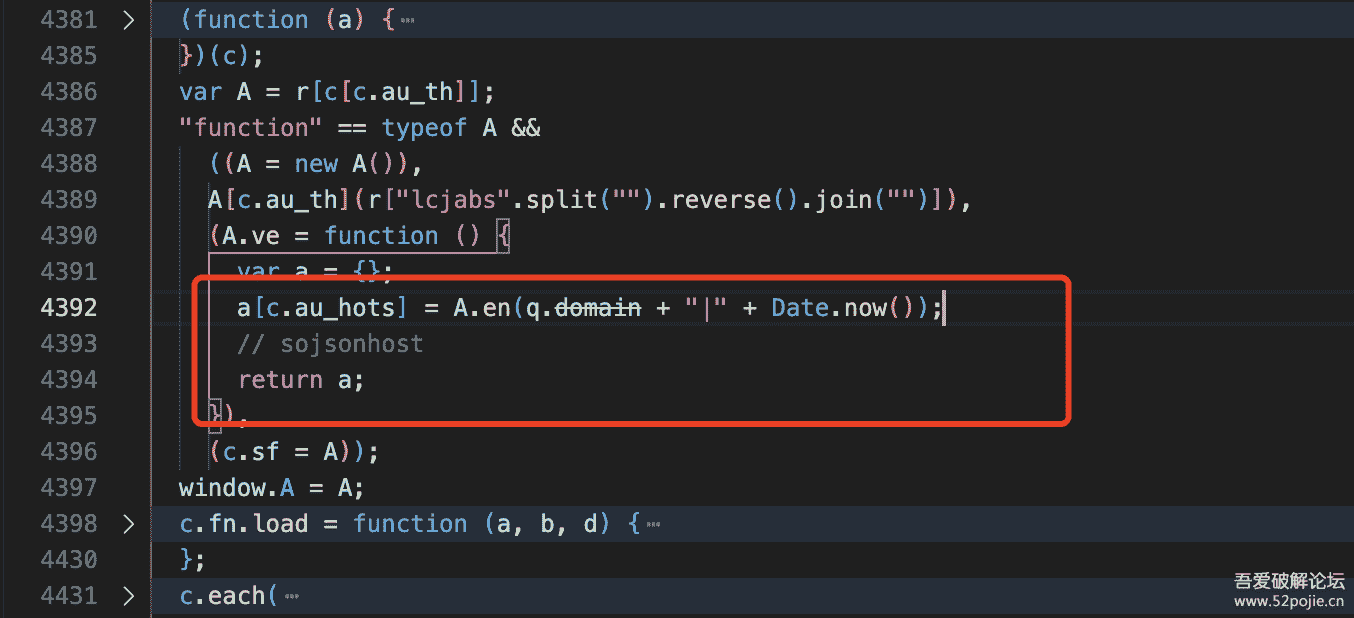 4381 > (function (a) { ⋯
4385 })(c);
4386 var A = r[c[c.au_th]];
4387 "function" == typeof A &&
4388 ((A = new A()),
4389 A[c.au_th](r["lcjabs".split("").reverse().join("")]),
4390 (A.ve = function () {
4391 var a = {};
4392 a[c.au_hots] = A.en(q.domain + "|" + Date.now());
4393 // sojsonhost
4394 return a;
4395 }),
4396 (c.sf = A));
4397 window.A = A;
4398 > c.fn.load = function (a, b, d) { ⋯
4430 };
4431 > c.each( ⋯
吾爱破解论坛
www.52pojie.cn